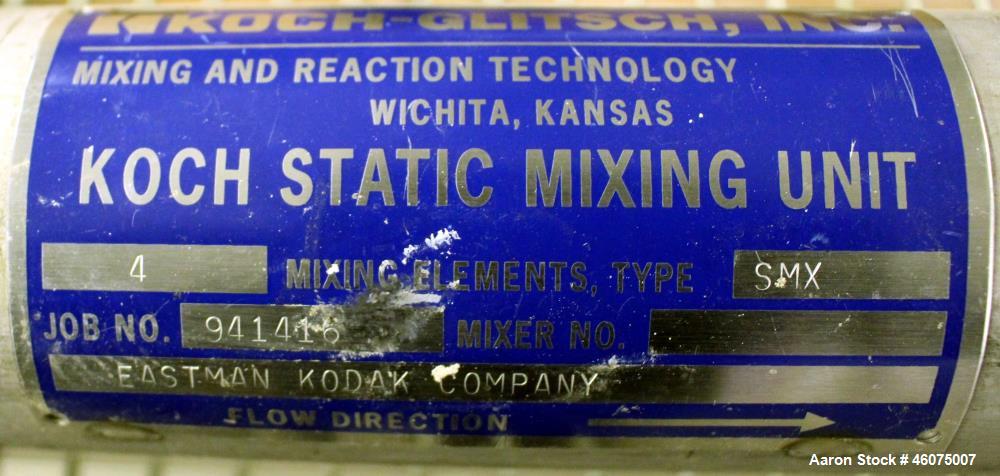 KOCH-GLITSCH, INC.
MIXING AND REACTION TECHNOLOGY
WICHITA, KANSAS
KOCH STATIC MIXING UNIT
4 MIXING ELEMENTS, TYPE SMX
JOB NO. 941416 MIXER NO.
EASTMAN KODAK COMPANY
FLOW DIRECTION
Aaron Stock # 46075007